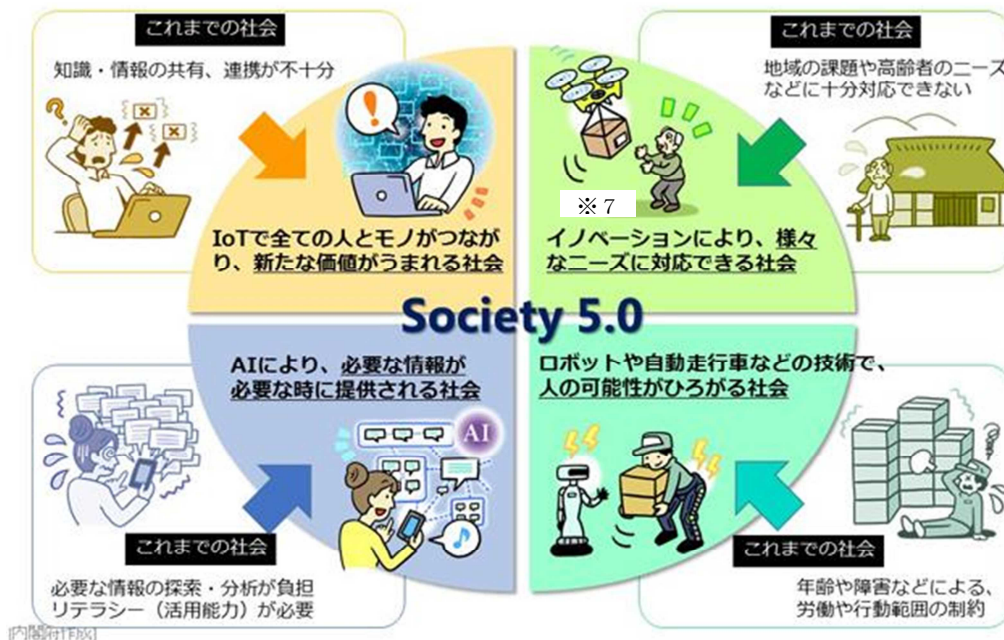 これまでの社会
知識・情報の共有、連携が不十分
IoTで全ての人とモノがつなが
り、新たな価値がうまれる社会
これまでの社会
地域の課題や高齢者のニーズ
などに十分対応できない
※７
イノベーションにより、様々
なニーズに対応できる社会
Society 5.0
AIにより、必要な情報が
必要な時に提供される社会
AI
これまでの社会
必要な情報の探索・分析が負担
リテラシー（活用能力）が必要
ロボットや自動走行車などの技術で、
人の可能性がひろがる社会
これまでの社会
年齢や障害などによる、
労働や行動範囲の制約
[内閣府作成]